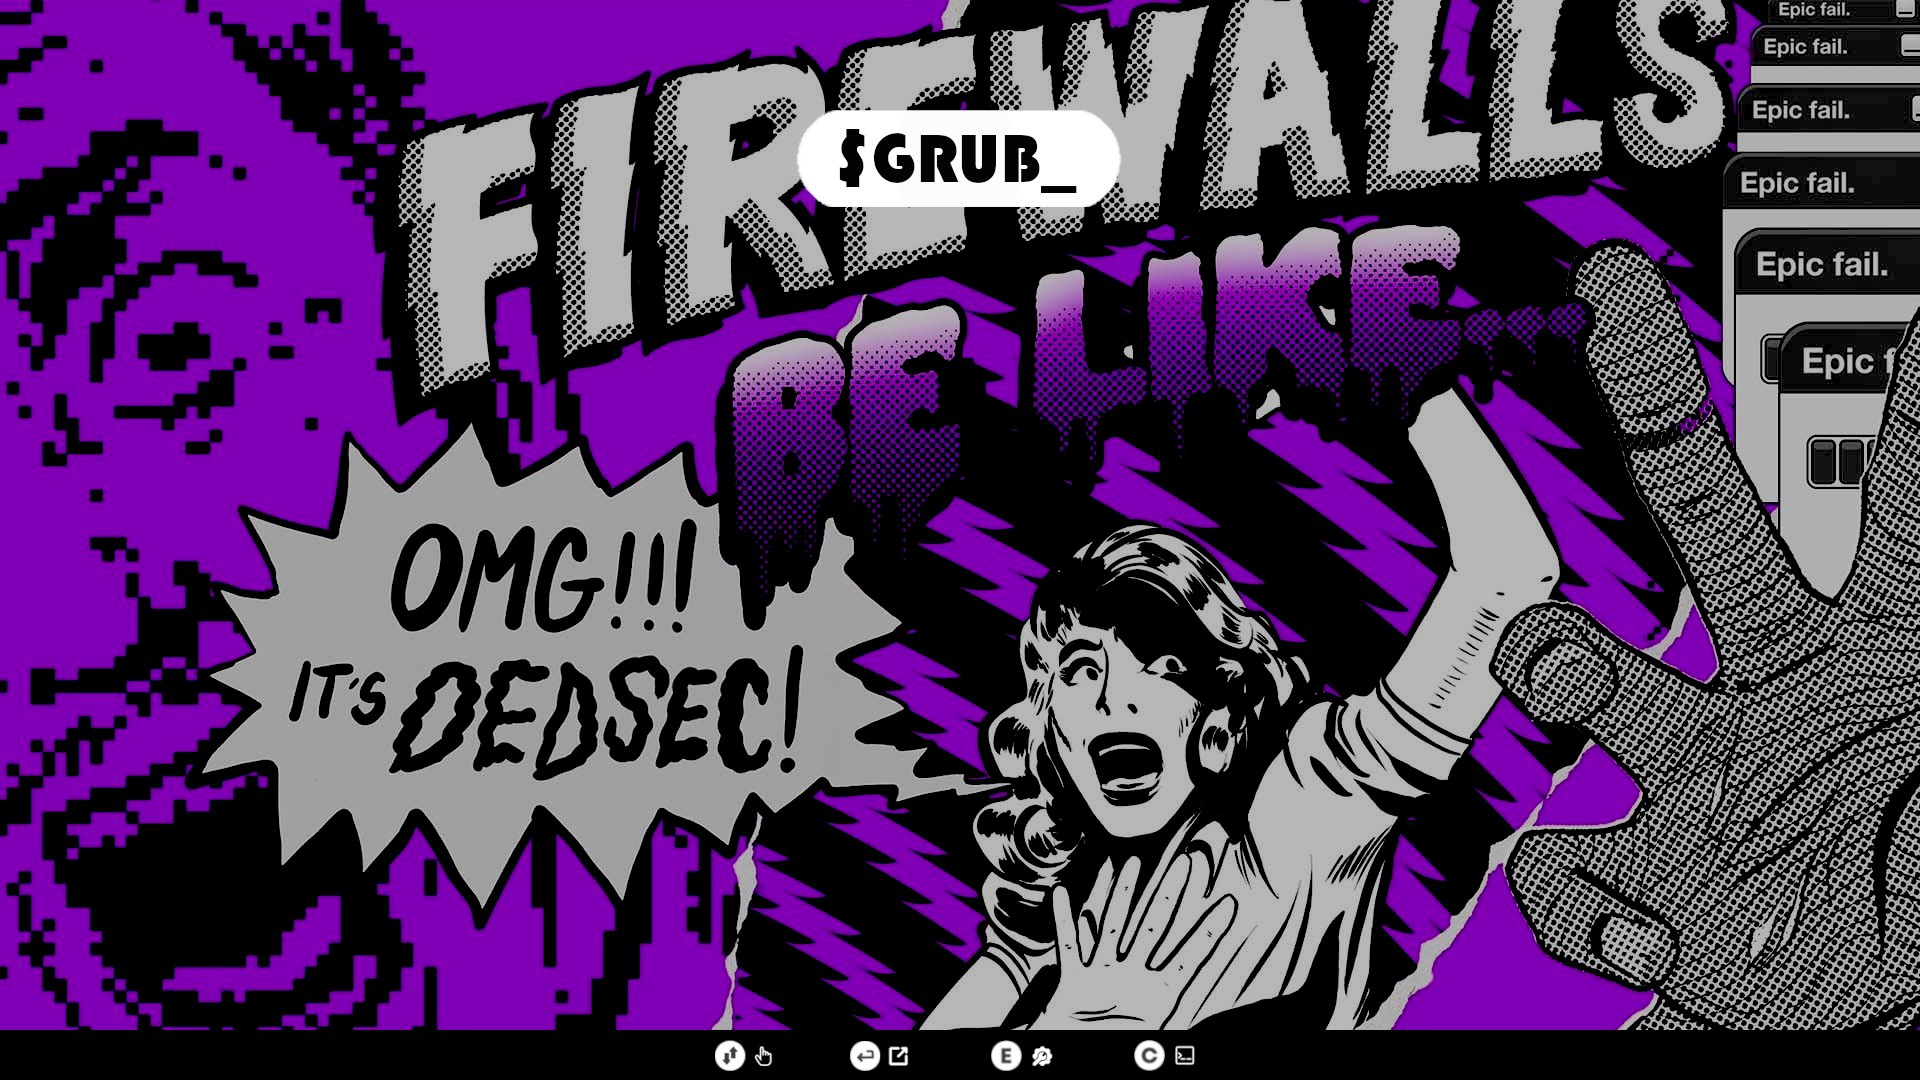 FIREWALLS
$GRUB_
BE LIKE...
OMG!!!
IT'S DEDSEC!
Epic fail.
Epic fail.
Epic fail.
Epic fail.
Epic fail.
Epic f
E
C